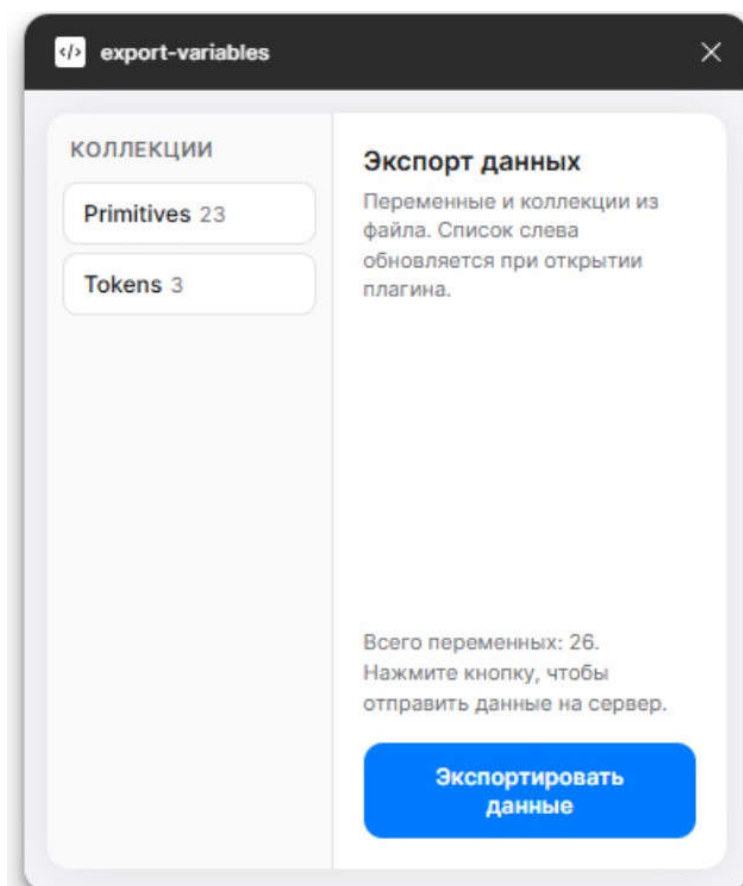 </> export-variables
КОЛЛЕКЦИИ
Primitives 23
Tokens 3
Экспорт данных
Переменные и коллекции из
файла. Список слева
обновляется при открытии
плагина.
Всего переменных: 26.
Нажмите кнопку, чтобы
отправить данные на сервер.
Экспортировать
данные